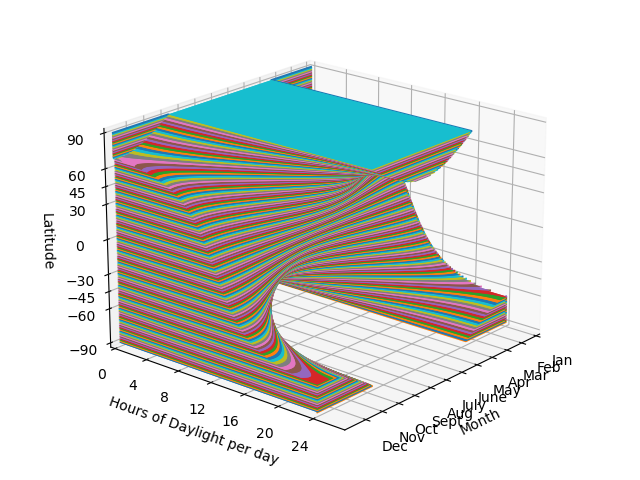 90
60
45
30
0
−30
−45
−60
−90
Latitude
0
4
8
12
16
20
24
Hours of Daylight per day
Dec
Nov
Oct
Sept
Aug
July
June
May
Apr
Mar
Feb
Jan
Month